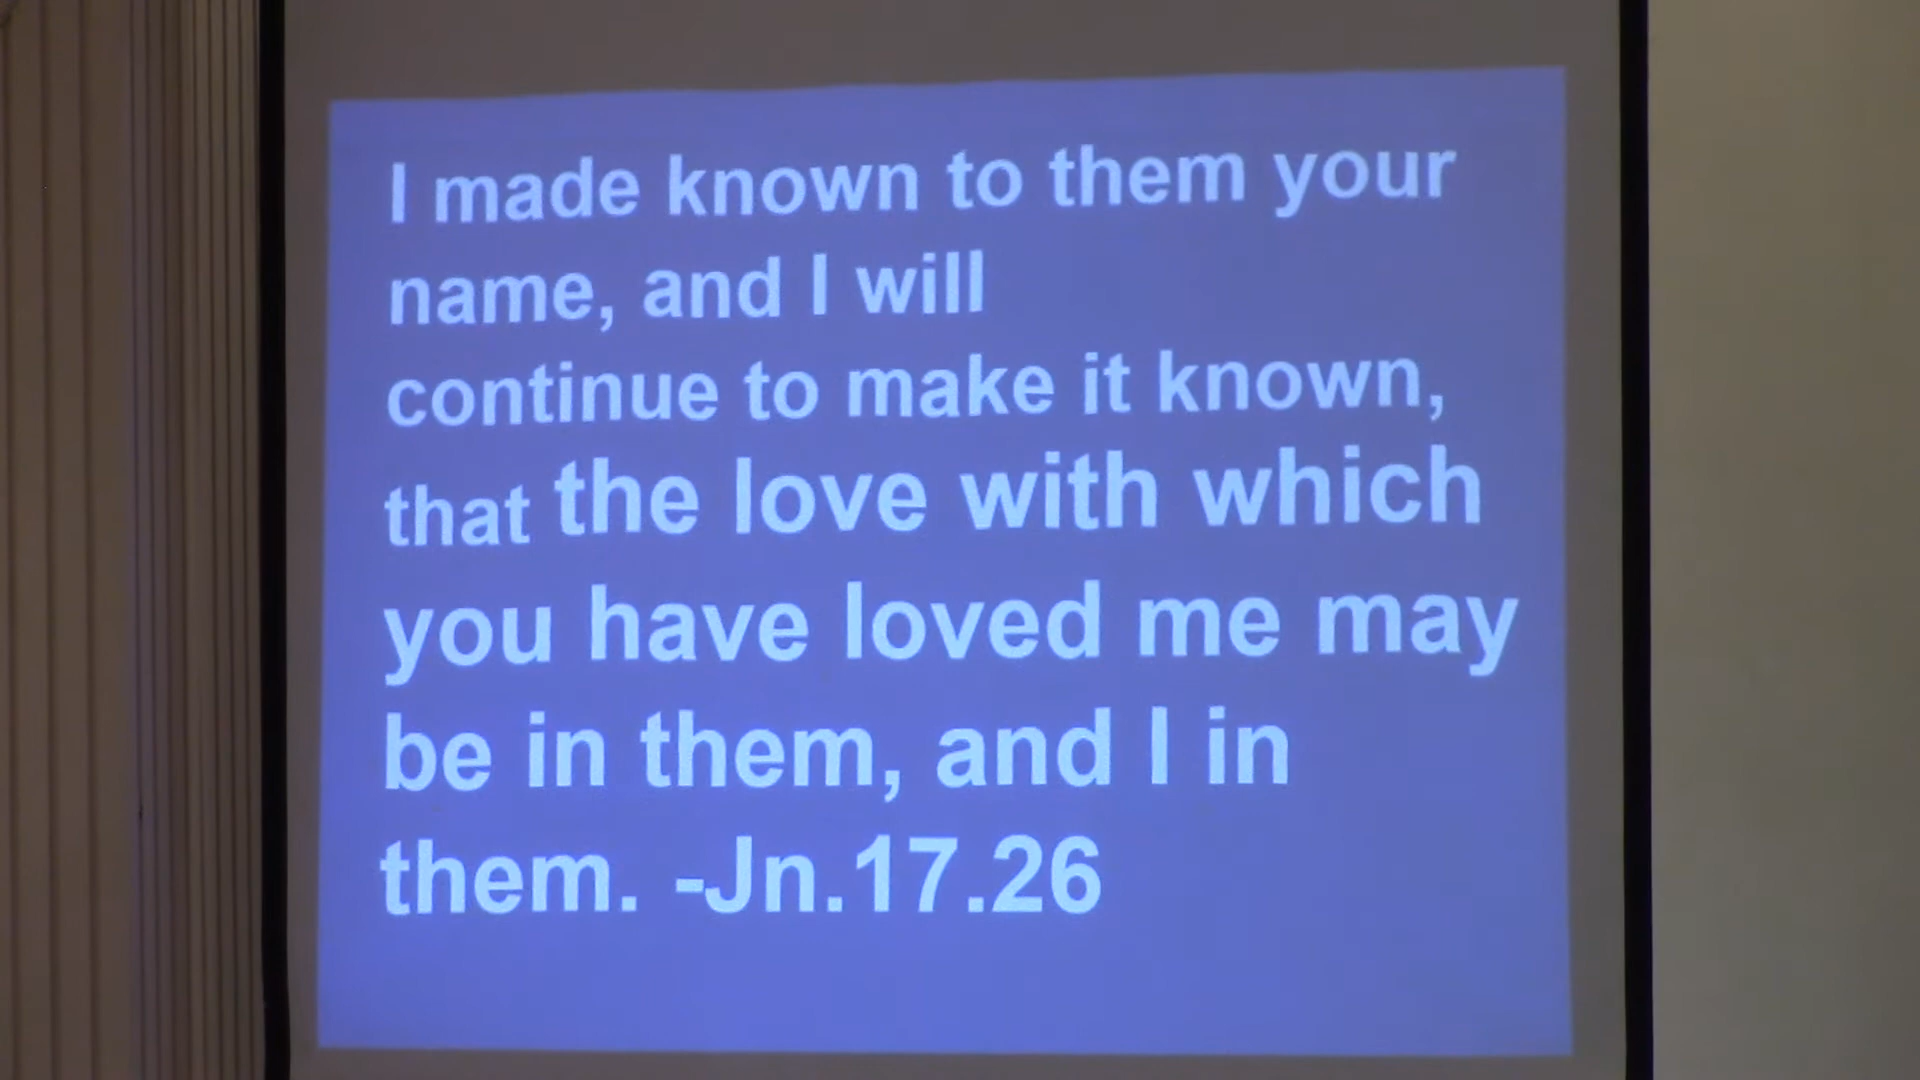 I made known to them your
name, and I will
continue to make it known,
that the love with which
you have loved me may
be in them, and I in
them. -Jn.17.26